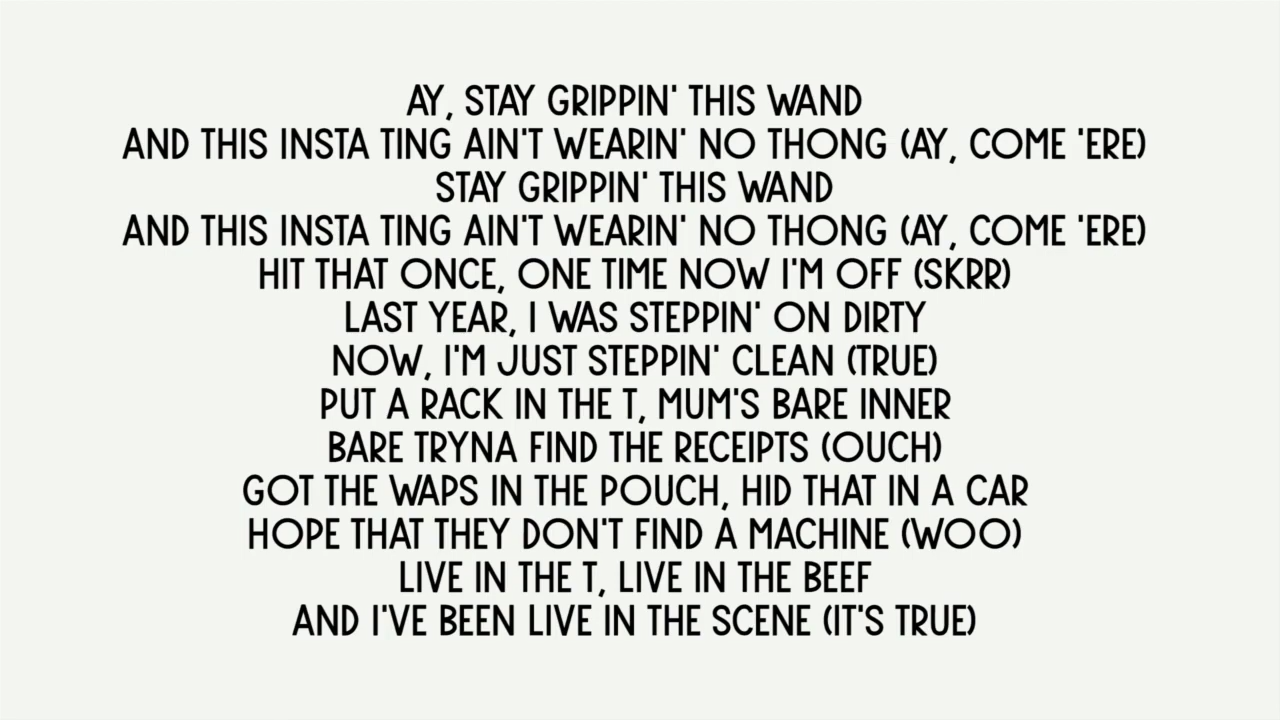 AY, STAY GRIPPIN' THIS WAND
AND THIS INSTA TING AIN'T WEARIN' NO THONG (AY, COME 'ERE)
STAY GRIPPIN' THIS WAND
AND THIS INSTA TING AIN'T WEARIN' NO THONG (AY, COME 'ERE)
HIT THAT ONCE, ONE TIME NOW I'M OFF (SKRR)
LAST YEAR, I WAS STEPPIN' ON DIRTY
NOW, I'M JUST STEPPIN' CLEAN (TRUE)
PUT A RACK IN THE T, MUM'S BARE INNER
BARE TRYNA FIND THE RECEIPTS (OUCH)
GOT THE WAPS IN THE POUCH, HID THAT IN A CAR
HOPE THAT THEY DON'T FIND A MACHINE (WOO)
LIVE IN THE T, LIVE IN THE BEEF
AND I'VE BEEN LIVE IN THE SCENE (IT'S TRUE)